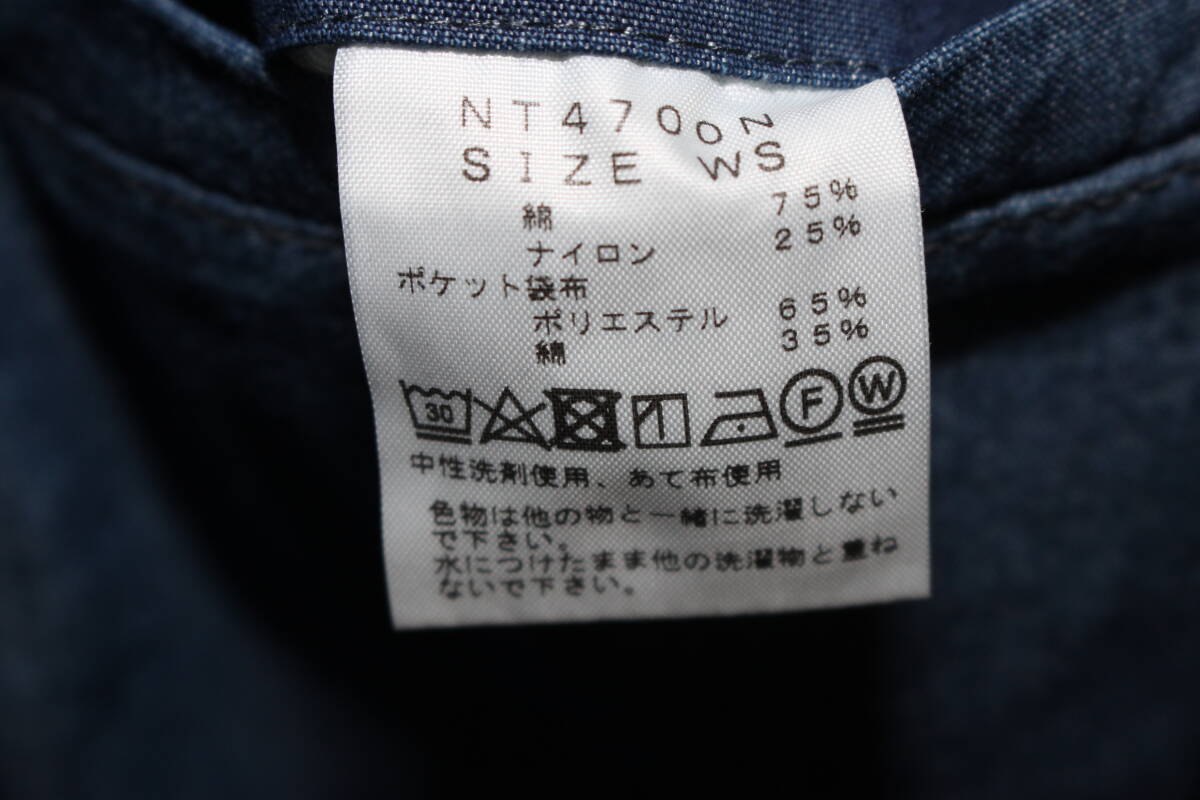 NT4700Z
SIZE WS
綿 75%
ナイロン 25%
ポケット袋布
ポリエステル 65%
綿 35%
30 F W
中性洗剤使用、あて布使用
色物は他の物と一緒に洗濯しない
で下さい。
水につけたまま他の洗濯物と重ね
ないで下さい。